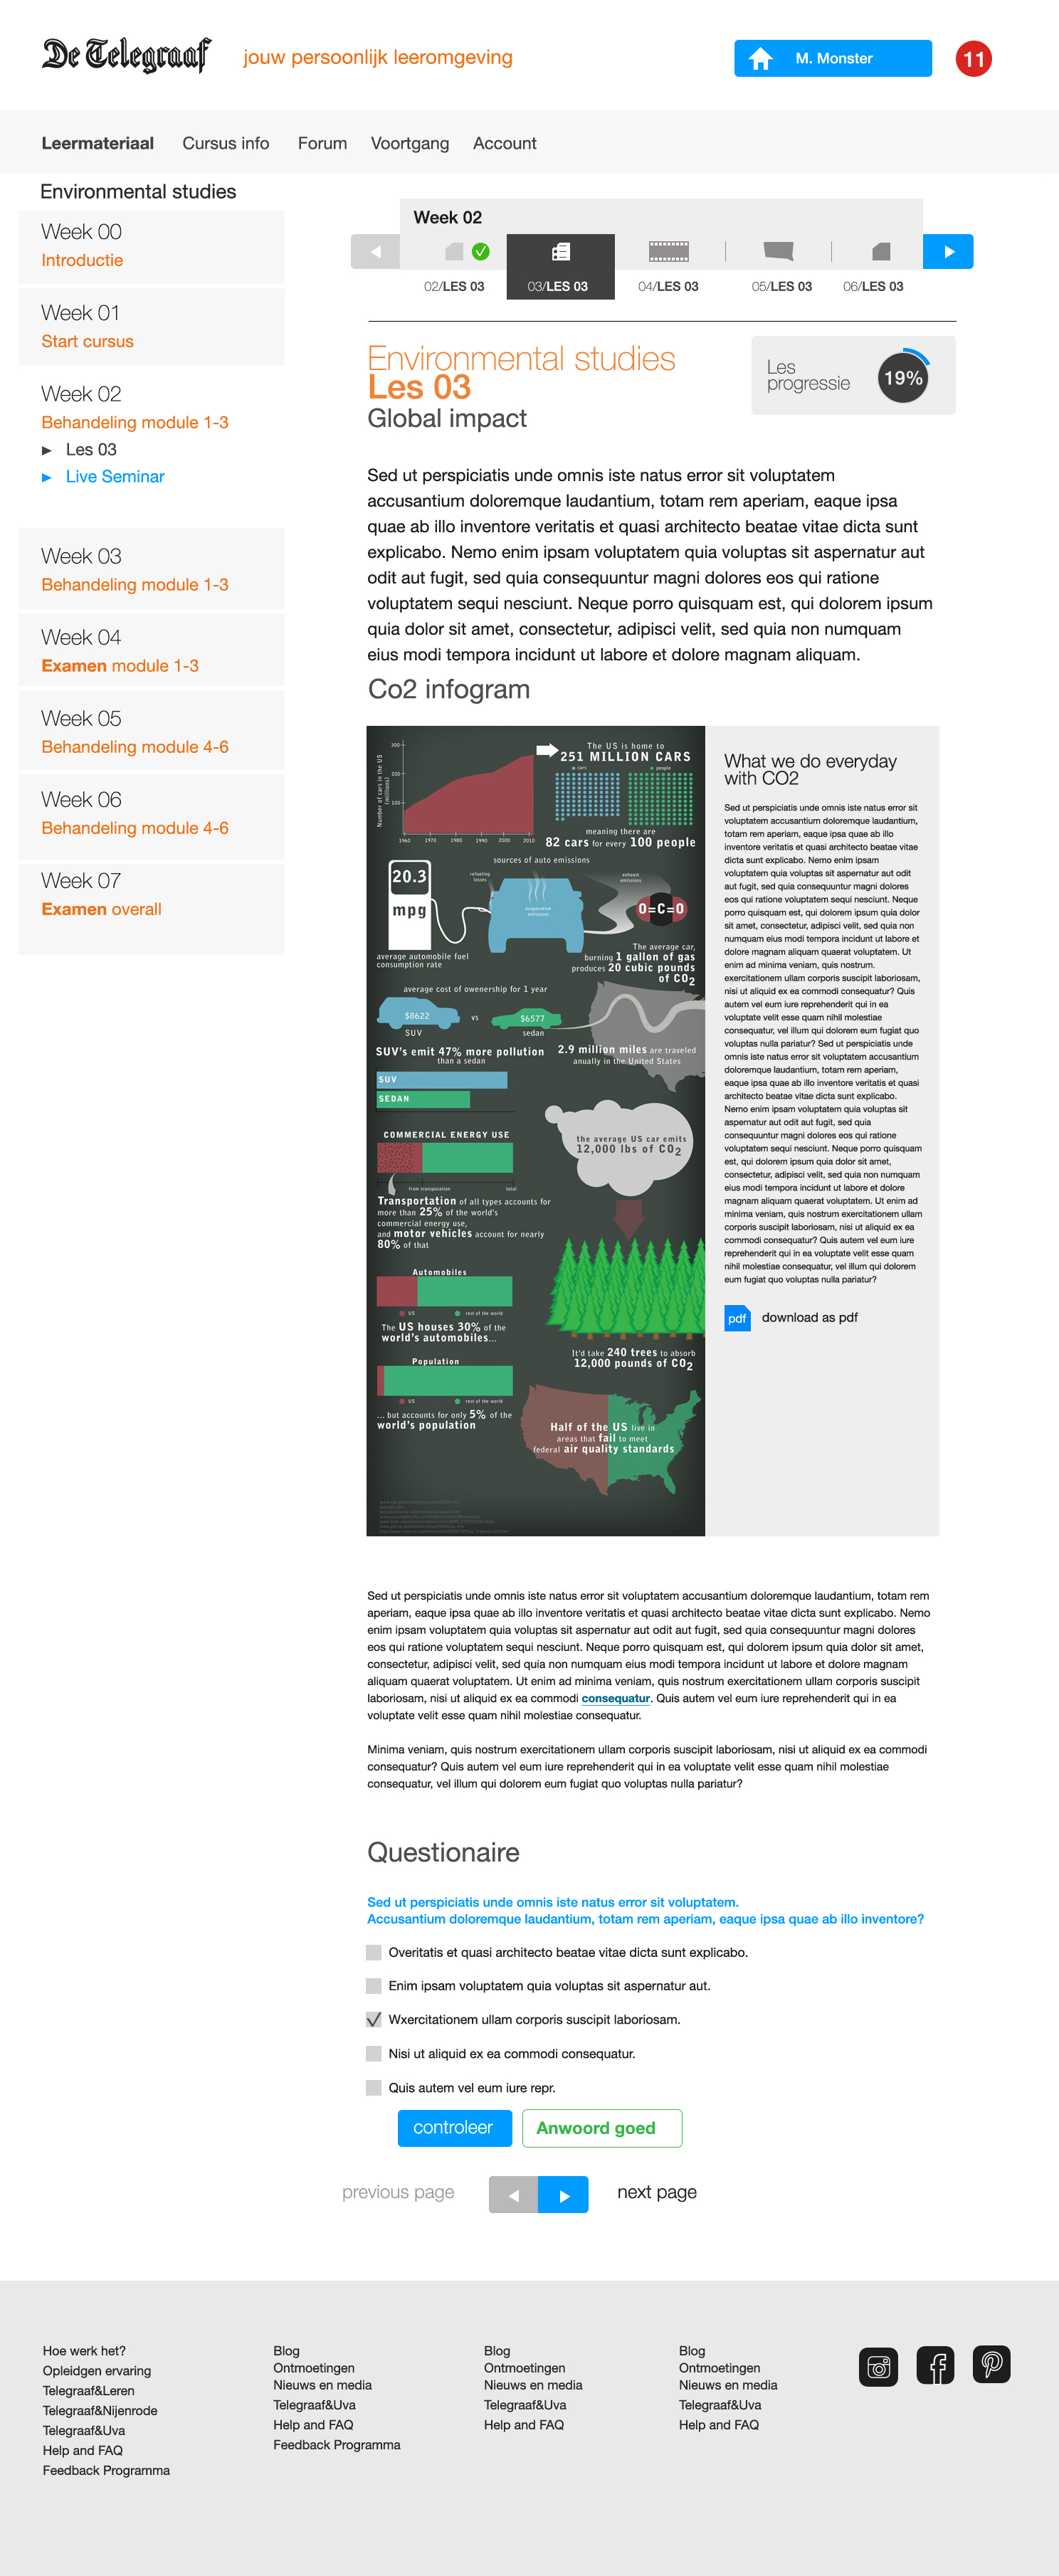 De Telegraaf
jouw persoonlijk leeromgeving
M. Monster
11
Leermateriaal
Cursus info
Forum
Voortgang
Account
Environmental studies
Week 00
Introductie
Week 01
Start cursus
Week 02
Behandeling module 1-3
Les 03
Live Seminar
Week 03
Behandeling module 1-3
Week 04
Examen module 1-3
Week 05
Behandeling module 4-6
Week 06
Behandeling module 4-6
Week 07
Examen overall
Week 02
02/LES 03
03/LES 03
04/LES 03
05/LES 03
06/LES 03
Environmental studies
Les 03
Global impact
Les
progressie
19%
Sed ut perspiciatis unde omnis iste natus error sit voluptatem
accusantium doloremque laudantium, totam rem aperiam, eaque ipsa
quae ab illo inventore veritatis et quasi architecto beatae vitae dicta sunt
explicabo. Nemo enim ipsam voluptatem quia voluptas sit aspernatur aut
odit aut fugit, sed quia consequuntur magni dolores eos qui ratione
voluptatem sequi nesciunt. Neque porro quisquam est, qui dolorem ipsum
quia dolor sit amet, consectetur, adipisci velit, sed quia non numquam
eius modi tempora incidunt ut labore et dolore magnam aliquam.
Co2 infogram
Number of cars in the US
(millions)
300
200
100
1960
1970
1980
1990
2000
2010
The US is home to
251 MILLION CARS
cars
people
meaning there are
82 cars for every 100 people
sources of auto emissions
20.3
mpg
refueling
losses
evaporative
emissions
exhaust
emissions
O=C=O
average automobile fuel
consumption rate
The average car,
burning 1 gallon of gas
produces 20 cubic pounds
of CO2
average cost of ownership for 1 year
$8622
SUV
vs
$6577
sedan
SUV's emit 47% more pollution
than a sedan
2.9 million miles are traveled
anually in the United States
SUV
SEDAN
COMMERCIAL ENERGY USE
from transportation
total
the average US car emits
12,000 lbs of CO2
Transportation of all types accounts for
more than 25% of the world's
commercial energy use,
and motor vehicles account for nearly
80% of that
Automobiles
US
rest of the world
The US houses 30% of the
world's automobiles...
It'd take 240 trees to absorb
12,000 pounds of CO2
Population
US
rest of the world
... but accounts for only 5% of the
world's population
Half of the US live in
areas that fail to meet
federal air quality standards
What we do everyday
with CO2
Sed ut perspiciatis unde omnis iste natus error sit
voluptatem accusantium doloremque laudantium,
totam rem aperiam, eaque ipsa quae ab illo
inventore veritatis et quasi architecto beatae vitae
dicta sunt explicabo. Nemo enim ipsam
voluptatem quia voluptas sit aspernatur aut odit
aut fugit, sed quia consequuntur magni dolores
eos qui ratione voluptatem sequi nesciunt. Neque
porro quisquam est, qui dolorem ipsum quia dolor
sit amet, consectetur, adipisci velit, sed quia non
numquam eius modi tempora incidunt ut labore et
dolore magnam aliquam quaerat voluptatem. Ut
enim ad minima veniam, quis nostrum.
exercitationem ullam corporis suscipit laboriosam,
nisi ut aliquid ex ea commodi consequatur? Quis
autem vel eum iure reprehenderit qui in ea
voluptate velit esse quam nihil molestiae
consequatur, vel illum qui dolorem eum fugiat quo
voluptas nulla pariatur? Sed ut perspiciatis unde
omnis iste natus error sit voluptatem accusantium
doloremque laudantium, totam rem aperiam,
eaque ipsa quae ab illo inventore veritatis et quasi
architecto beatae vitae dicta sunt explicabo.
Nemo enim ipsam voluptatem quia voluptas sit
aspernatur aut odit aut fugit, sed quia
consequuntur magni dolores eos qui ratione
voluptatem sequi nesciunt. Neque porro quisquam
est, qui dolorem ipsum quia dolor sit amet,
consectetur, adipisci velit, sed quia non numquam
eius modi tempora incidunt ut labore et dolore
magnam aliquam quaerat voluptatem. Ut enim ad
minima veniam, quis nostrum exercitationem ullam
corporis suscipit laboriosam, nisi ut aliquid ex ea
commodi consequatur? Quis autem vel eum iure
reprehenderit qui in ea voluptate velit esse quam
nihil molestiae consequatur, vel illum qui dolorem
eum fugiat quo voluptas nulla pariatur?
pdf
download as pdf
Sed ut perspiciatis unde omnis iste natus error sit voluptatem accusantium doloremque laudantium, totam rem
aperiam, eaque ipsa quae ab illo inventore veritatis et quasi architecto beatae vitae dicta sunt explicabo. Nemo
enim ipsam voluptatem quia voluptas sit aspernatur aut odit aut fugit, sed quia consequuntur magni dolores
eos qui ratione voluptatem sequi nesciunt. Neque porro quisquam est, qui dolorem ipsum quia dolor sit amet,
consectetur, adipisci velit, sed quia non numquam eius modi tempora incidunt ut labore et dolore magnam
aliquam quaerat voluptatem. Ut enim ad minima veniam, quis nostrum exercitationem ullam corporis suscipit
laboriosam, nisi ut aliquid ex ea commodi consequatur. Quis autem vel eum iure reprehenderit qui in ea
voluptate velit esse quam nihil molestiae consequatur.
Minima veniam, quis nostrum exercitationem ullam corporis suscipit laboriosam, nisi ut aliquid ex ea commodi
consequatur? Quis autem vel eum iure reprehenderit qui in ea voluptate velit esse quam nihil molestiae
consequatur, vel illum qui dolorem eum fugiat quo voluptas nulla pariatur?
Questionaire
Sed ut perspiciatis unde omnis iste natus error sit voluptatem.
Accusantium doloremque laudantium, totam rem aperiam, eaque ipsa quae ab illo inventore?
Overitatis et quasi architecto beatae vitae dicta sunt explicabo.
Enim ipsam voluptatem quia voluptas sit aspernatur aut.
Wxercitationem ullam corporis suscipit laboriosam.
Nisi ut aliquid ex ea commodi consequatur.
Quis autem vel eum iure repr.
controleer
Anwoord goed
previous page
next page
Hoe werk het?
Opleidgen ervaring
Telegraaf&Leren
Telegraaf&Nijenrode
Telegraaf&Uva
Help and FAQ
Feedback Programma
Blog
Ontmoetingen
Nieuws en media
Telegraaf&Uva
Help and FAQ
Feedback Programma
Blog
Ontmoetingen
Nieuws en media
Telegraaf&Uva
Help and FAQ
Blog
Ontmoetingen
Nieuws en media
Telegraaf&Uva
Help and FAQ